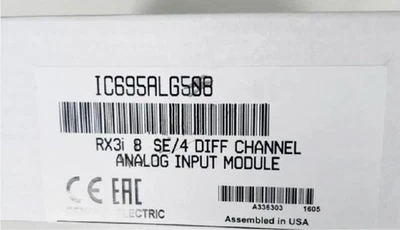 IC695ALG508
RX3i 8 SE/4 DIFF CHANNEL
ANALOG INPUT MODULE
CE EAC
ELECTRIC
A336303 1605
Assembled in USA